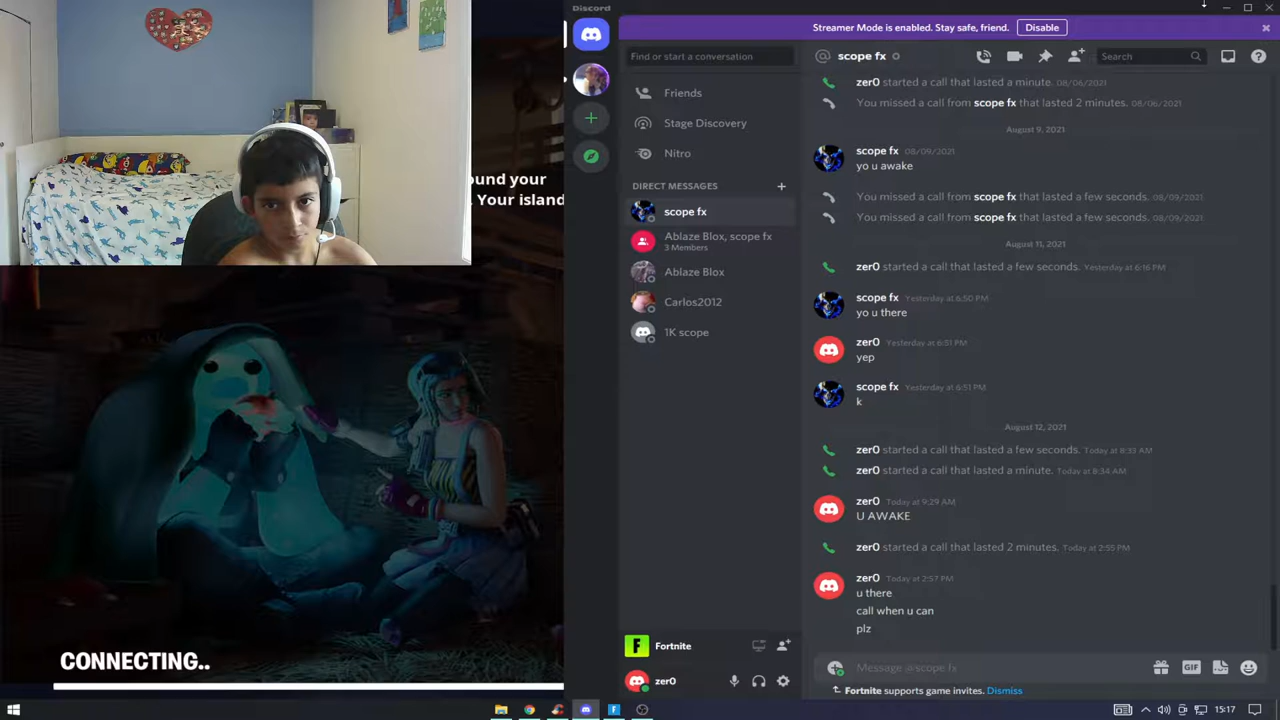 Discord
Streamer Mode is enabled. Stay safe, friend.
Disable
Find or start a conversation
Friends
Stage Discovery
Nitro
DIRECT MESSAGES
scope fx
Ablaze Blox, scope fx
3 Members
Ablaze Blox
Carlos2012
1K scope
Fortnite
zer0
scope fx
Search
zer0 started a call that lasted a minute. 08/06/2021
You missed a call from scope fx that lasted 2 minutes. 08/06/2021
August 9, 2021
scope fx 08/09/2021
yo u awake
You missed a call from scope fx that lasted a few seconds. 08/09/2021
You missed a call from scope fx that lasted a few seconds. 08/09/2021
August 11, 2021
zer0 started a call that lasted a few seconds. Yesterday at 6:16 PM
scope fx Yesterday at 6:50 PM
yo u there
zer0 Yesterday at 6:51 PM
yep
scope fx Yesterday at 6:51 PM
k
August 12, 2021
zer0 started a call that lasted a few seconds. Today at 8:33 AM
zer0 started a call that lasted a minute. Today at 8:34 AM
zer0 Today at 9:29 AM
U AWAKE
zer0 started a call that lasted 2 minutes. Today at 2:55 PM
zer0 Today at 2:57 PM
u there
call when u can
plz
Message @scope fx
GIF
Fortnite supports game invites. Dismiss
ound your
. Your island
CONNECTING..
15:17